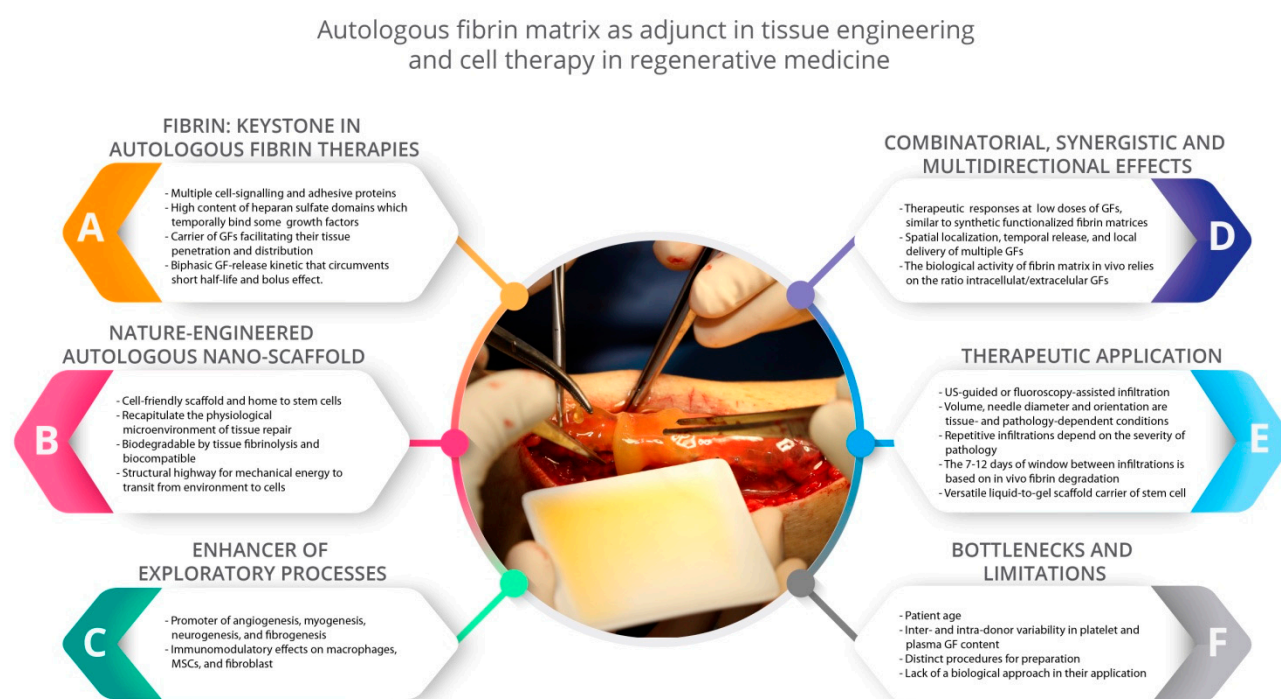 Autologous fibrin matrix as adjunct in tissue engineering
and cell therapy in regenerative medicine
FIBRIN: KEYSTONE IN
AUTOLOGOUS FIBRIN THERAPIES
A
- Multiple cell-signalling and adhesive proteins
- High content of heparan sulfate domains which
temporally bind some growth factors
- Carrier of GFs facilitating their tissue
penetration and distribution
- Biphasic GF-release kinetic that circumvents
short half-life and bolus effect.
NATURE-ENGINEERED
AUTOLOGOUS NANO-SCAFFOLD
B
- Cell-friendly scaffold and home to stem cells
- Recapitulate the physiological
microenvironment of tissue repair
- Biodegradable by tissue fibrinolysis and
biocompatible
- Structural highway for mechanical energy to
transit from environment to cells
ENHANCER OF
EXPLORATORY PROCESSES
C
- Promoter of angiogenesis, myogenesis,
neurogenesis, and fibrogenesis
- Immunomodulatory effects on macrophages,
MSCs, and fibroblast
COMBINATORIAL, SYNERGISTIC AND
MULTIDIRECTIONAL EFFECTS
- Therapeutic responses at low doses of GFs,
similar to synthetic functionalized fibrin matrices
- Spatial localization, temporal release, and local
delivery of multiple GFs
- The biological activity of fibrin matrix in vivo relies
on the ratio intracellulat/extracelular GFs
D
THERAPEUTIC APPLICATION
- US-guided or fluoroscopy-assisted infiltration
- Volume, needle diameter and orientation are
tissue- and pathology-dependent conditions
- Repetitive infiltrations depend on the severity of
pathology
- The 7-12 days of window between infiltrations is
based on in vivo fibrin degradation
- Versatile liquid-to-gel scaffold carrier of stem cell
E
BOTTLENECKS AND
LIMITATIONS
- Patient age
- Inter- and intra-donor variability in platelet and
plasma GF content
- Distinct procedures for preparation
- Lack of a biological approach in their application
F